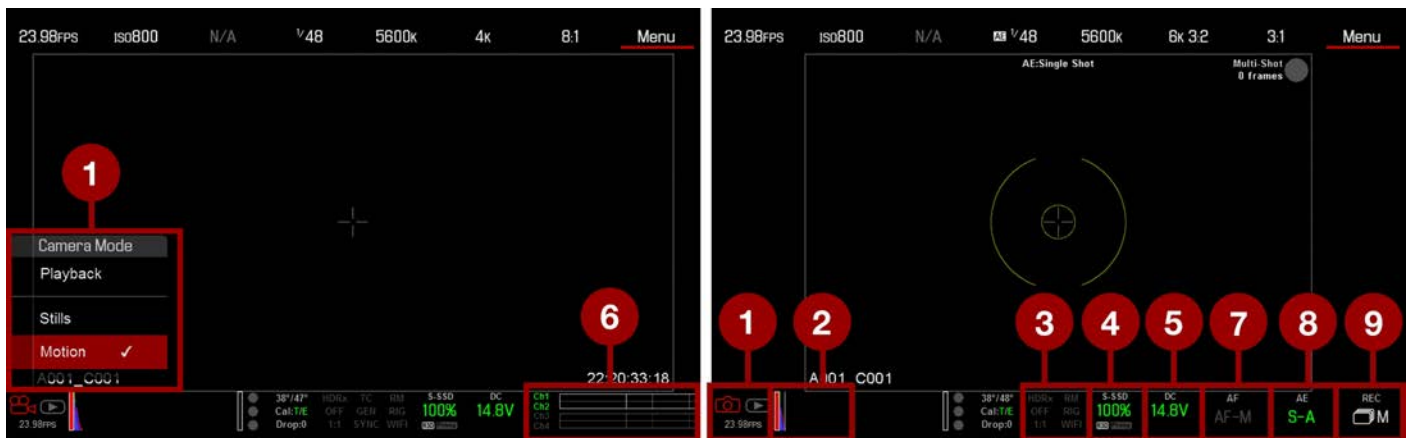 23.98FPS ISO800 N/A 1/48 5600K 4K 8:1 Menu
1
Camera Mode
Playback
Stills
Motion ✓
A001_C001
6
22:20:33:18
23.98FPS
38°/47°
Cal:T/E
Drop:0
HDRx TC RM
OFF GEN RIG
1:1 SYNC WIFI
S-SSD
100%
DC
14.8V
Ch1
Ch2
Ch3
Ch4
23.98FPS ISO800 N/A AE 1/48 5600K 6K 3:2 3:1 Menu
AE:Single Shot
Multi-Shot
0 frames
1 2 3 4 5 7 8 9
A001_C001
23.98FPS
38°/48°
Cal:T/E
Drop:0
HDRx RM
OFF RIG
1:1 WIFI
S-SSD
100%
DC
14.8V
AF
AF-M
AE
S-A
REC
M